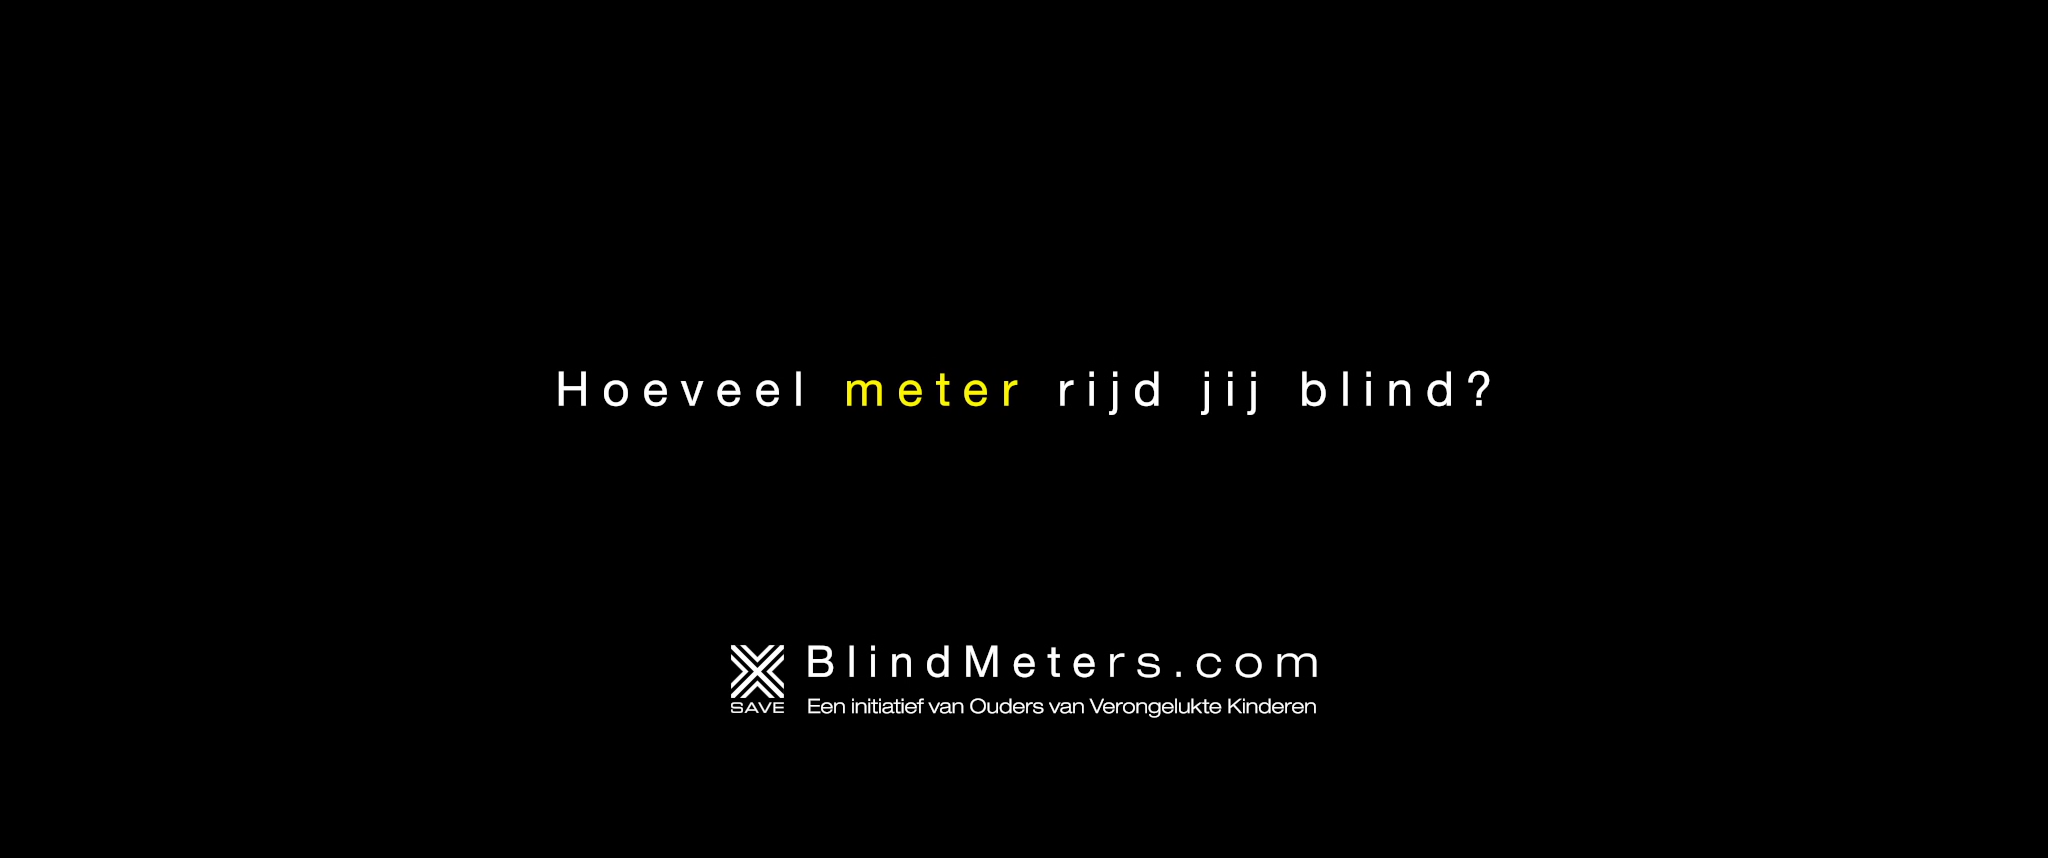 Hoeveel meter rijd jij blind?
BlindMeters.com
SAVE
Een initiatief van Ouders van Verongelukte Kinderen